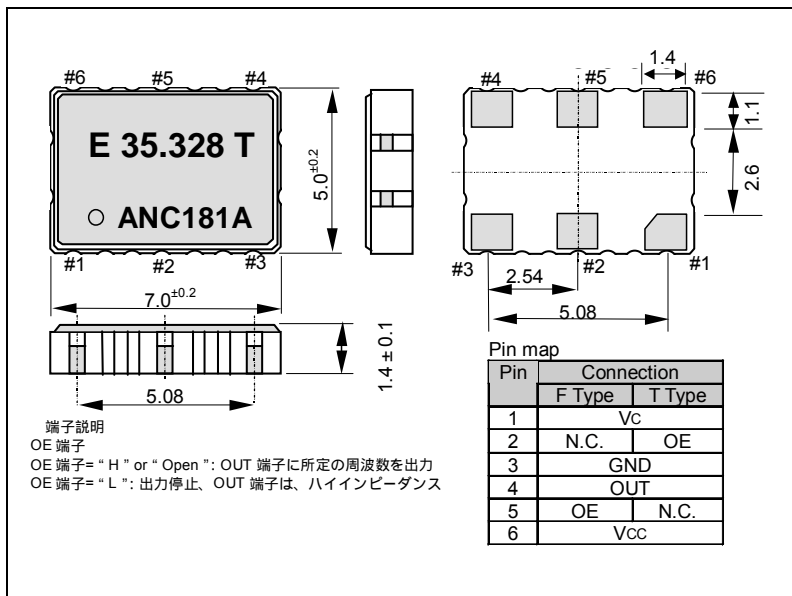 #6 #5 #4
E 35.328 T
ANC181A
#1 #2 #3
7.0±0.2
5.0±0.2
#4 #5 #6
1.4
1.1
2.6
#3 #2 #1
2.54
5.08
5.08
1.4 ± 0.1
端子説明
OE 端子
OE 端子= “ H ” or “ Open ”: OUT 端子に所定の周波数を出力
OE 端子= “ L ”: 出力停止、OUT 端子は、ハイインピーダンス
Pin map
Pin Connection
F Type T Type
1 VC
2 N.C. OE
3 GND
4 OUT
5 OE N.C.
6 VCC